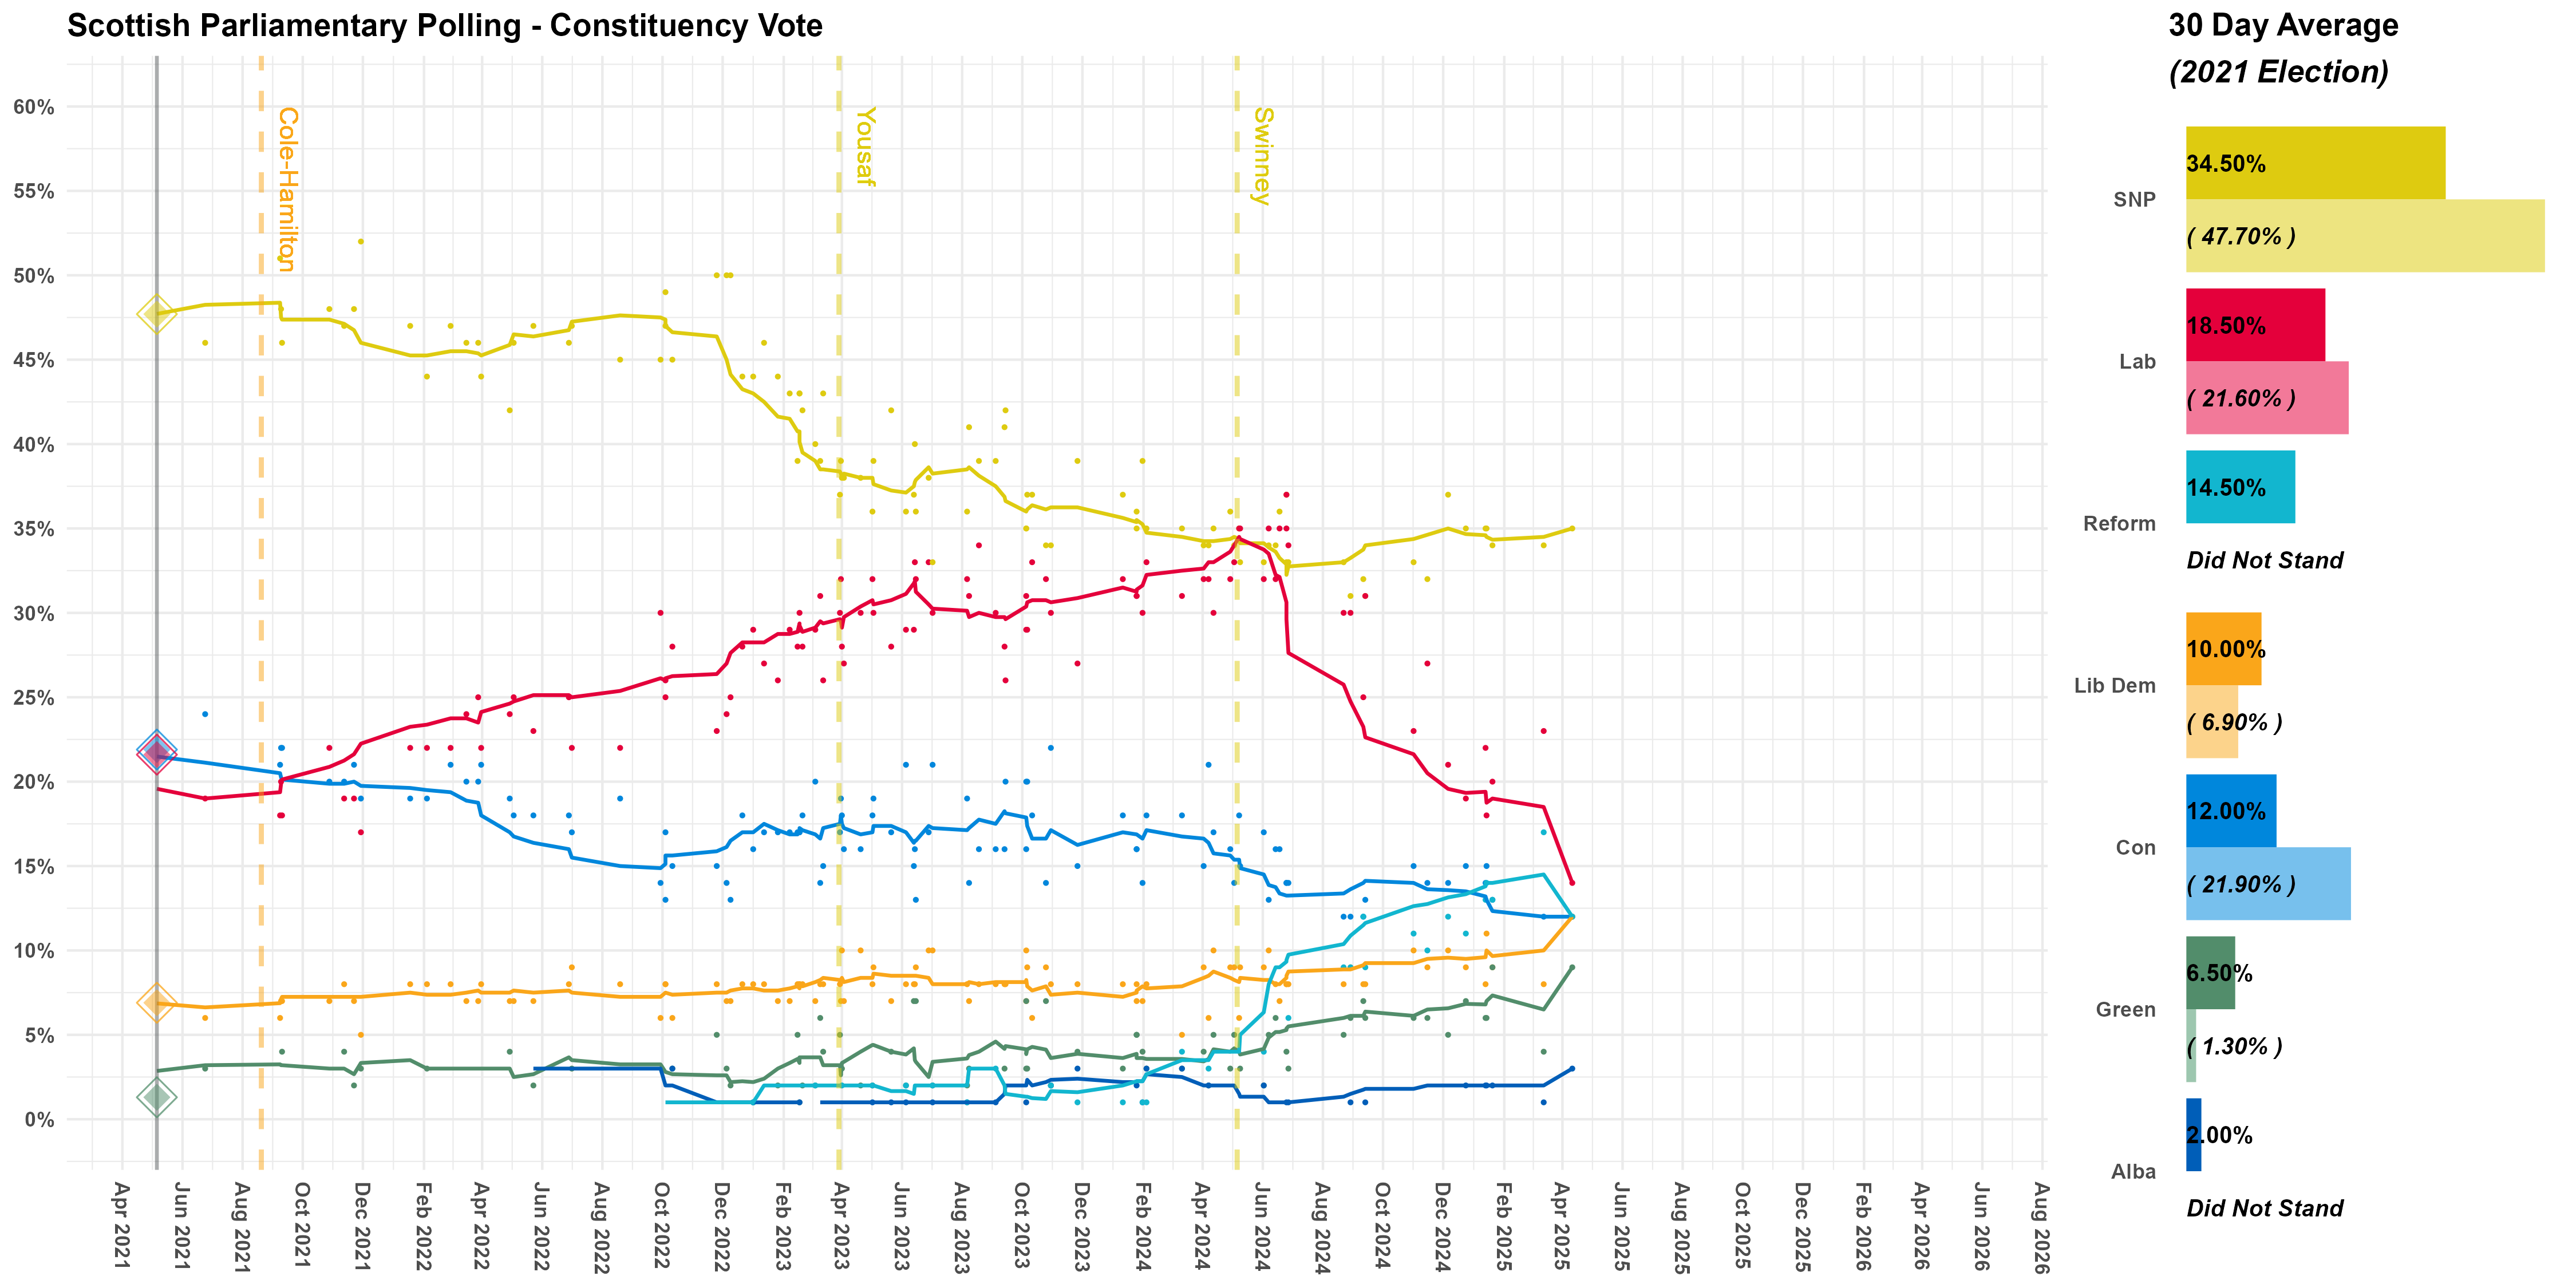 Scottish Parliamentary Polling - Constituency Vote
30 Day Average
(2021 Election)
60%
55%
50%
45%
40%
35%
30%
25%
20%
15%
10%
5%
0%
Cole-Hamilton
Yousaf
Swinney
Apr 2021
Jun 2021
Aug 2021
Oct 2021
Dec 2021
Feb 2022
Apr 2022
Jun 2022
Aug 2022
Oct 2022
Dec 2022
Feb 2023
Apr 2023
Jun 2023
Aug 2023
Oct 2023
Dec 2023
Feb 2024
Apr 2024
Jun 2024
Aug 2024
Oct 2024
Dec 2024
Feb 2025
Apr 2025
Jun 2025
Aug 2025
Oct 2025
Dec 2025
Feb 2026
Apr 2026
Jun 2026
Aug 2026
SNP
34.50%
( 47.70% )
Lab
18.50%
( 21.60% )
Reform
14.50%
Did Not Stand
Lib Dem
10.00%
( 6.90% )
Con
12.00%
( 21.90% )
Green
6.50%
( 1.30% )
Alba
2.00%
Did Not Stand